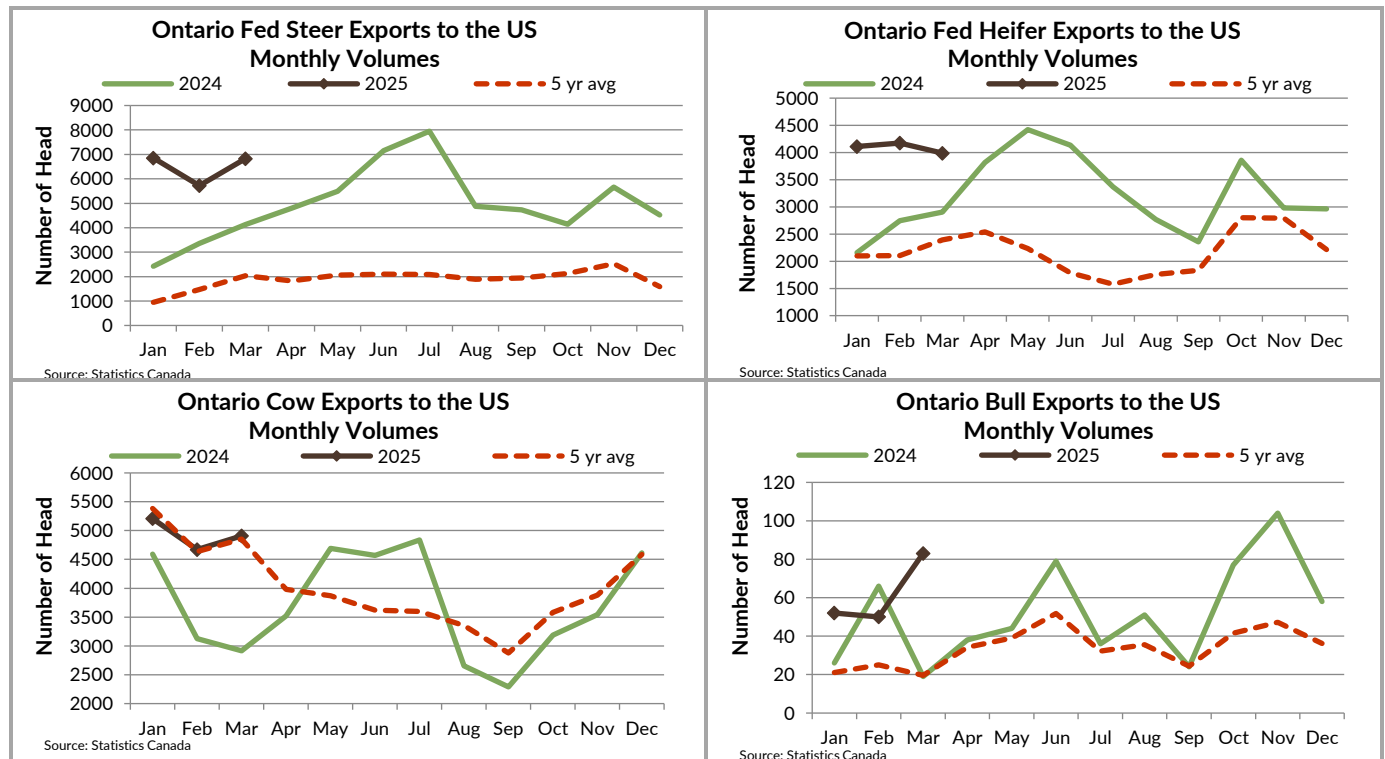 Ontario Fed Steer Exports to the US
Monthly Volumes
2024 2025 5 yr avg
Number of Head
9000
8000
7000
6000
5000
4000
3000
2000
1000
0
Jan Feb Mar Apr May Jun Jul Aug Sep Oct Nov Dec
Source: Statistics Canada
Ontario Fed Heifer Exports to the US
Monthly Volumes
2024 2025 5 yr avg
Number of Head
5000
4500
4000
3500
3000
2500
2000
1500
1000
Jan Feb Mar Apr May Jun Jul Aug Sep Oct Nov Dec
Source: Statistics Canada
Ontario Cow Exports to the US
Monthly Volumes
2024 2025 5 yr avg
Number of Head
6000
5500
5000
4500
4000
3500
3000
2500
2000
Jan Feb Mar Apr May Jun Jul Aug Sep Oct Nov Dec
Source: Statistics Canada
Ontario Bull Exports to the US
Monthly Volumes
2024 2025 5 yr avg
Number of Head
120
100
80
60
40
20
0
Jan Feb Mar Apr May Jun Jul Aug Sep Oct Nov Dec
Source: Statistics Canada